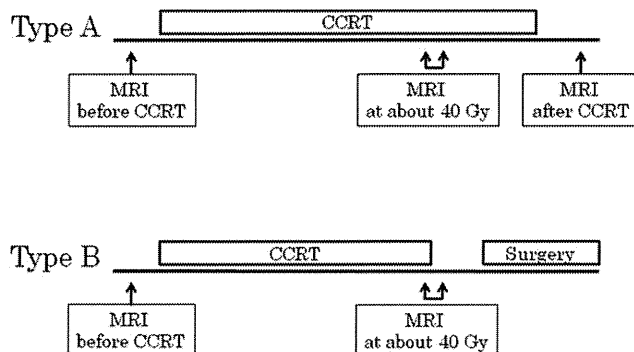 Type A
CCRT
MRI
before CCRT
MRI
at about 40 Gy
MRI
after CCRT
Type B
CCRT
Surgery
MRI
before CCRT
MRI
at about 40 Gy